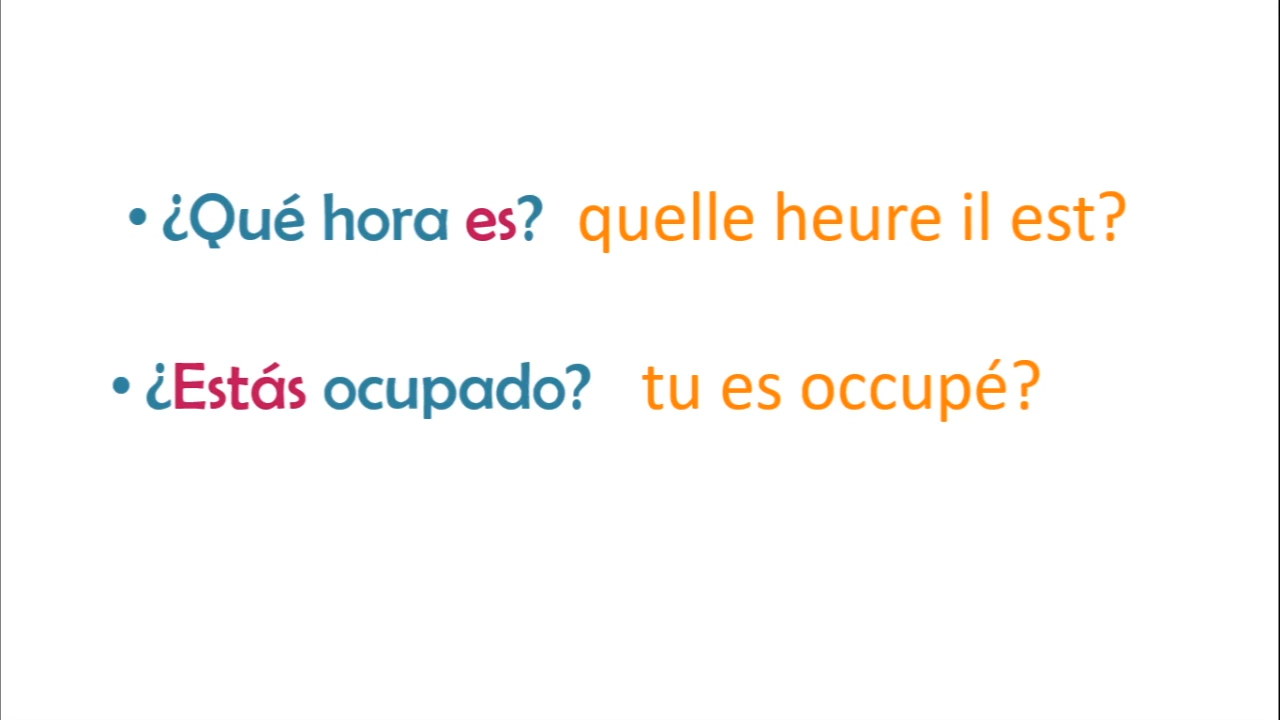 • ¿Qué hora es? quelle heure il est?
• ¿Estás ocupado? tu es occupé?